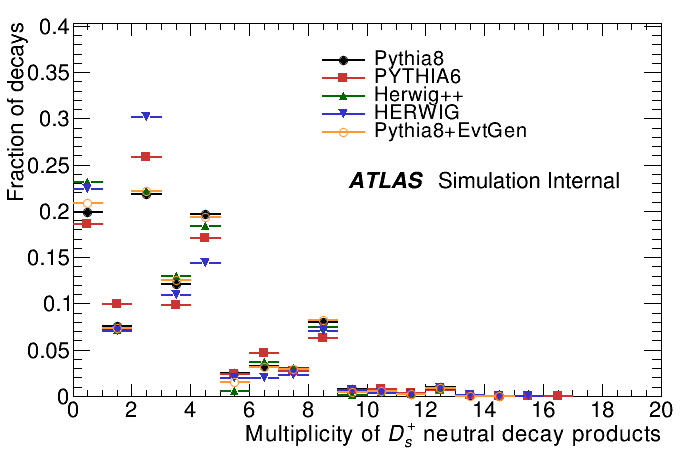 Fraction of decays
0.4
0.35
0.3
0.25
0.2
0.15
0.1
0.05
0
Pythia8
PYTHIA6
Herwig++
HERWIG
Pythia8+EvtGen
ATLAS Simulation Internal
0 2 4 6 8 10 12 14 16 18 20
Multiplicity of D_s^+ neutral decay products